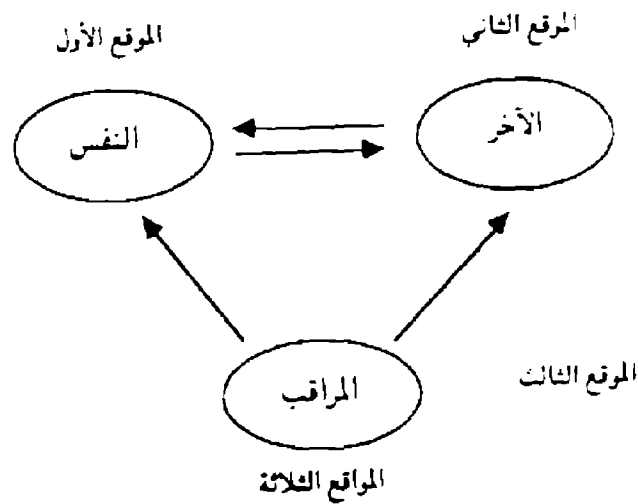 الموقع الثاني
الموقع الأول
الآخر
النفس
المراقب
الموقع الثالث
المواقع الثلاثة